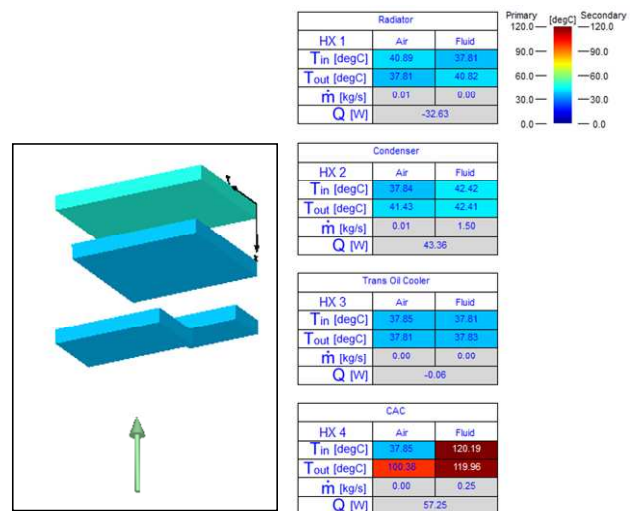 Radiator
HX 1 Air Fluid
Tin [degC] 40.89 37.81
Tout [degC] 37.81 40.82
ṁ [kg/s] 0.01 0.00
Q [W] -32.63
Primary [degC] Secondary
120.0 120.0
90.0 90.0
60.0 60.0
30.0 30.0
0.0 0.0
Condenser
HX 2 Air Fluid
Tin [degC] 37.84 42.42
Tout [degC] 41.43 42.41
ṁ [kg/s] 0.01 1.50
Q [W] 43.36
Trans Oil Cooler
HX 3 Air Fluid
Tin [degC] 37.85 37.81
Tout [degC] 37.81 37.83
ṁ [kg/s] 0.00 0.00
Q [W] -0.06
CAC
HX 4 Air Fluid
Tin [degC] 37.85 120.19
Tout [degC] 100.36 119.96
ṁ [kg/s] 0.00 0.25
Q [W] 57.25